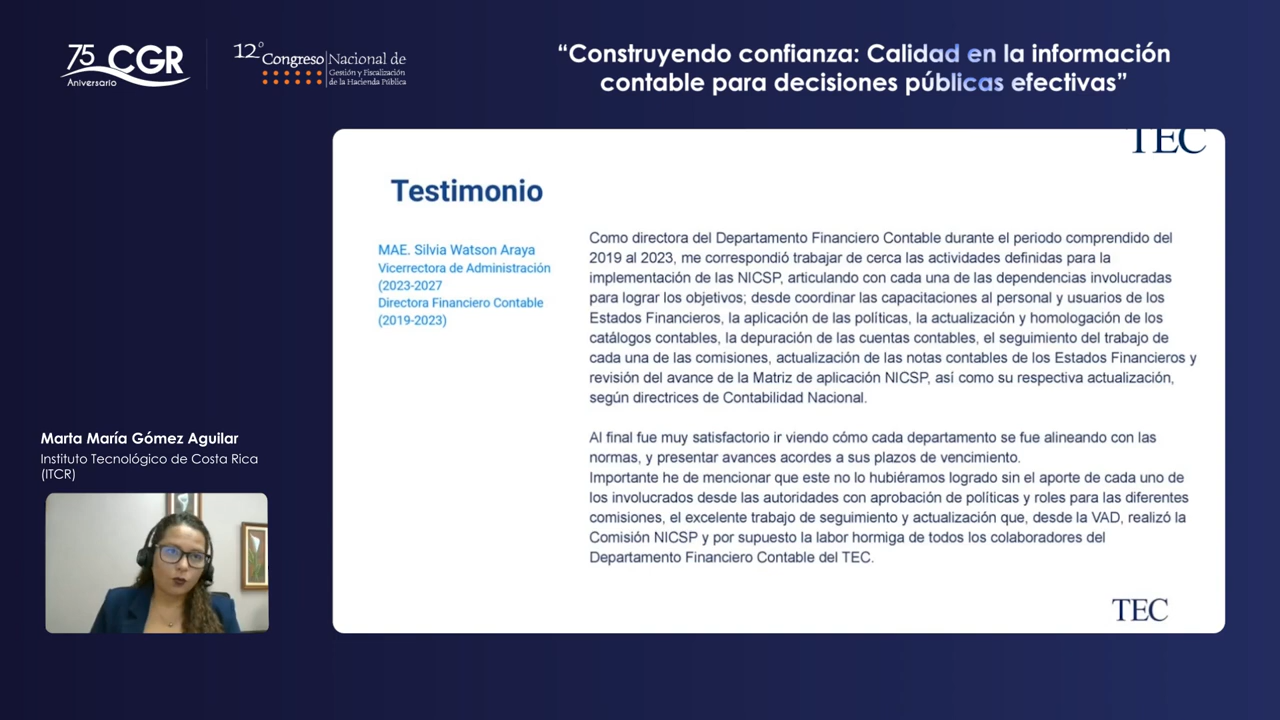 75 CGR
Aniversario
12° Congreso Nacional de
Gestión y Fiscalización
de la Hacienda Pública
“Construyendo confianza: Calidad en la información
contable para decisiones públicas efectivas”
TEC
Testimonio
MAE. Silvia Watson Araya
Vicerrectora de Administración
(2023-2027
Directora Financiero Contable
(2019-2023)
Como directora del Departamento Financiero Contable durante el periodo comprendido del
2019 al 2023, me correspondió trabajar de cerca las actividades definidas para la
implementación de las NICSP, articulando con cada una de las dependencias involucradas
para lograr los objetivos; desde coordinar las capacitaciones al personal y usuarios de los
Estados Financieros, la aplicación de las políticas, la actualización y homologación de los
catálogos contables, la depuración de las cuentas contables, el seguimiento del trabajo de
cada una de las comisiones, actualización de las notas contables de los Estados Financieros y
revisión del avance de la Matriz de aplicación NICSP, así como su respectiva actualización,
según directrices de Contabilidad Nacional.
Al final fue muy satisfactorio ir viendo cómo cada departamento se fue alineando con las
normas, y presentar avances acordes a sus plazos de vencimiento.
Importante he de mencionar que este no lo hubiéramos logrado sin el aporte de cada uno de
los involucrados desde las autoridades con aprobación de políticas y roles para las diferentes
comisiones, el excelente trabajo de seguimiento y actualización que, desde la VAD, realizó la
Comisión NICSP y por supuesto la labor hormiga de todos los colaboradores del
Departamento Financiero Contable del TEC.
TEC
Marta María Gómez Aguilar
Instituto Tecnológico de Costa Rica
(ITCR)